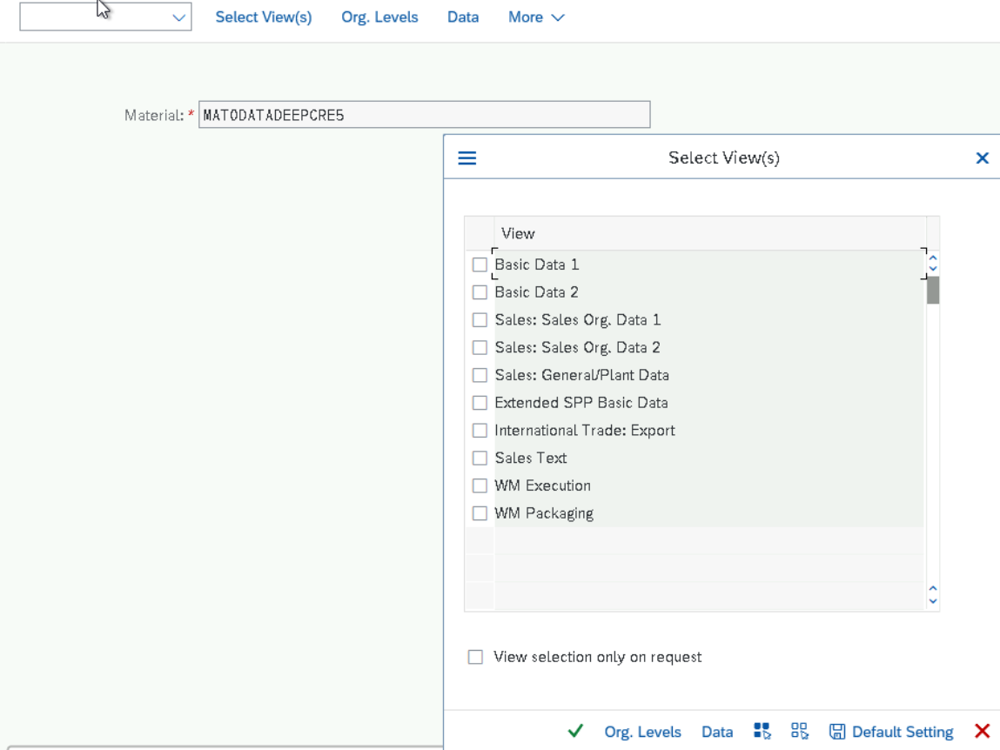 Select View(s) Org. Levels Data More
Material: * MATODATADEEPCRE5
Select View(s)
View
Basic Data 1
Basic Data 2
Sales: Sales Org. Data 1
Sales: Sales Org. Data 2
Sales: General/Plant Data
Extended SPP Basic Data
International Trade: Export
Sales Text
WM Execution
WM Packaging
View selection only on request
Org. Levels Data Default Setting